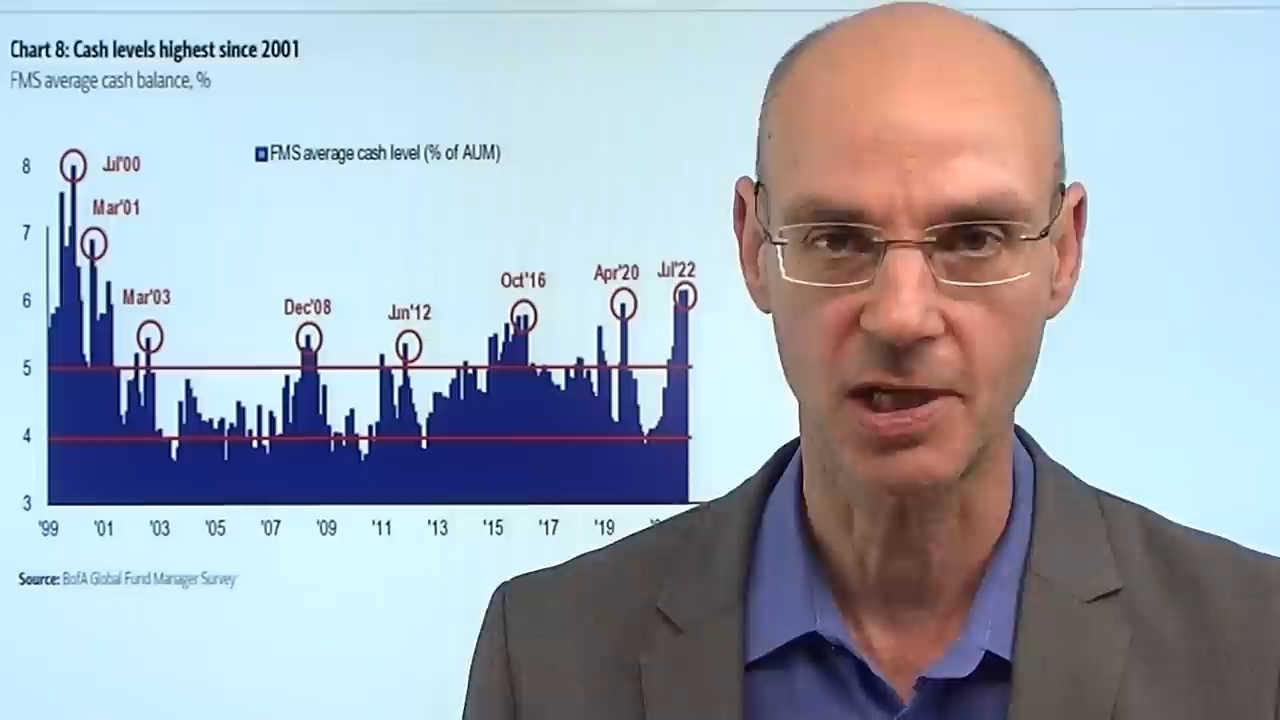 Chart 8: Cash levels highest since 2001
FMS average cash balance, %
FMS average cash level (% of AUM)
8
7
6
5
4
3
Jul'00
Mar'01
Mar'03
Dec'08
Jun'12
Oct'16
Apr'20
Jul'22
'99 '01 '03 '05 '07 '09 '11 '13 '15 '17 '19
Source: BofA Global Fund Manager Survey